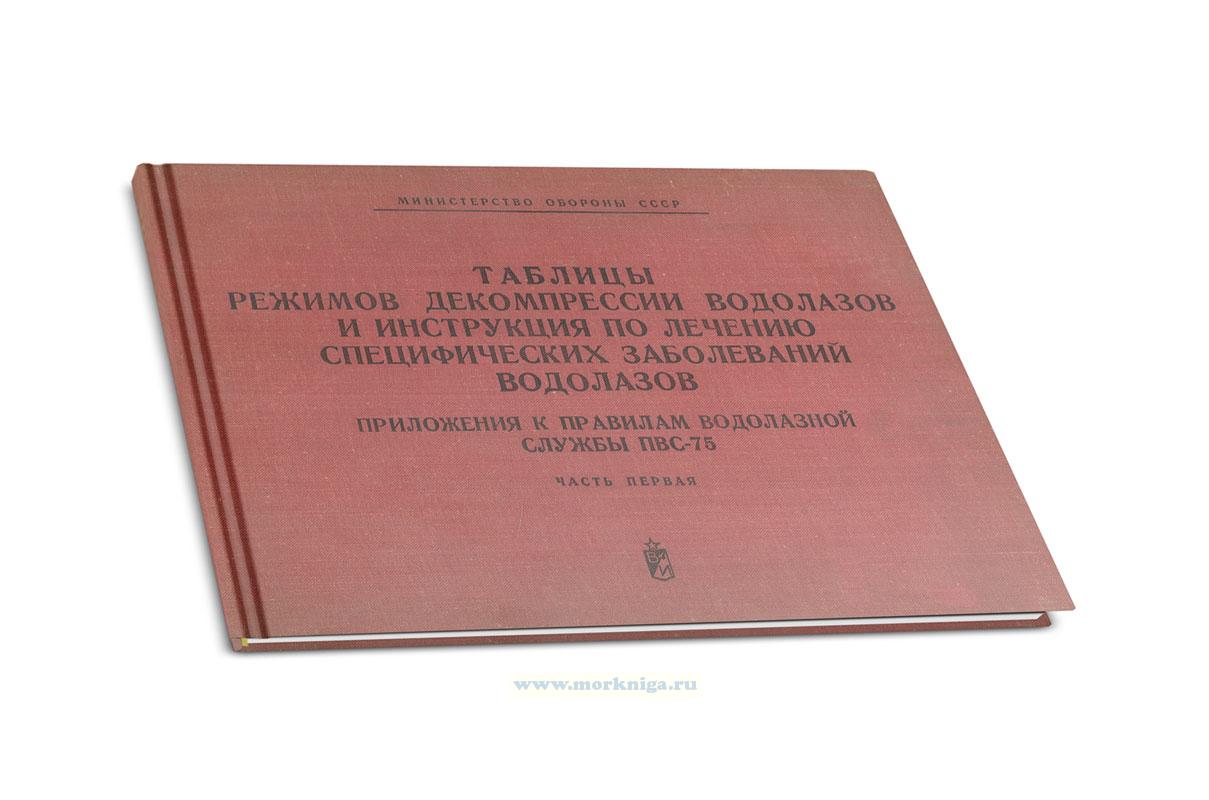 МИНИСТЕРСТВО ОБОРОНЫ СССР
ТАБЛИЦЫ
РЕЖИМОВ ДЕКОМПРЕССИИ ВОДОЛАЗОВ
И ИНСТРУКЦИЯ ПО ЛЕЧЕНИЮ
СПЕЦИФИЧЕСКИХ ЗАБОЛЕВАНИЙ
ВОДОЛАЗОВ
ПРИЛОЖЕНИЯ К ПРАВИЛАМ ВОДОЛАЗНОЙ
СЛУЖБЫ ПВС-75
ЧАСТЬ ПЕРВАЯ
www.morkniga.ru